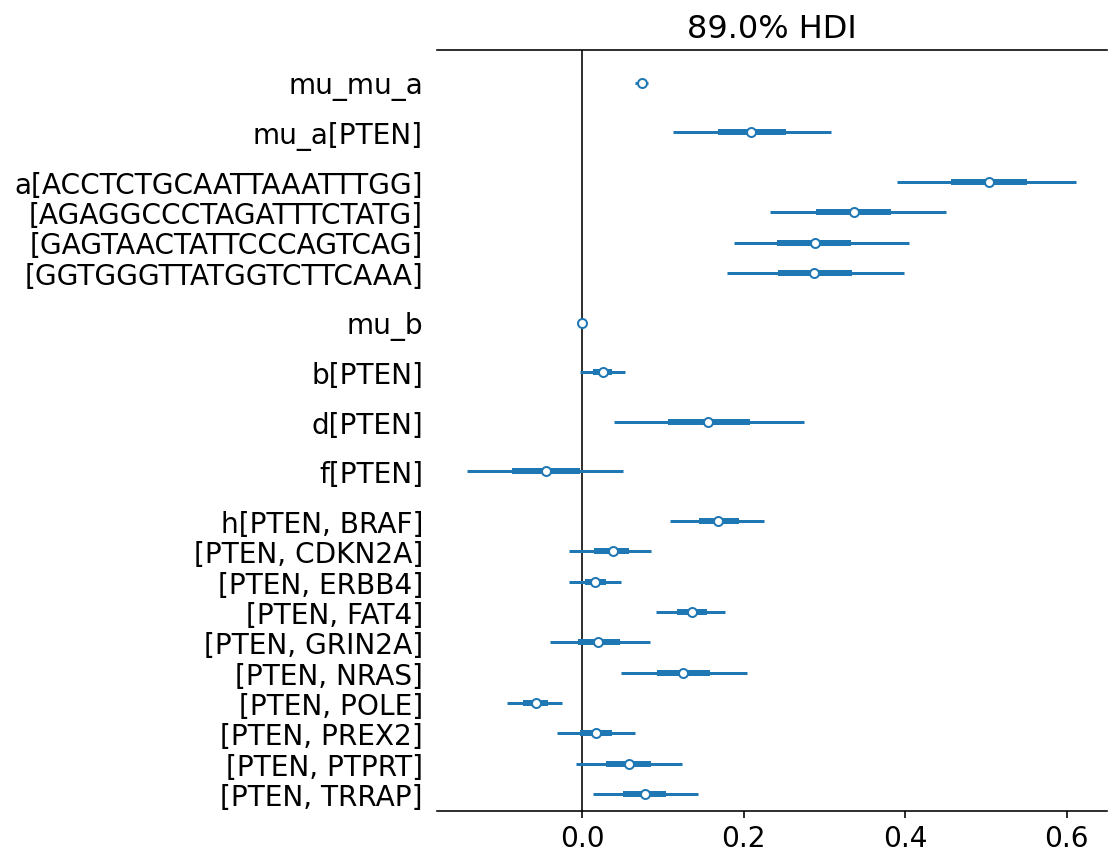 89.0% HDI
mu_mu_a
mu_a[PTEN]
a[ACCTCTGCAATTAAATTTGG]
[AGAGGCCCTAGATTTCTATG]
[GAGTAACTATTCCCAGTCAG]
[GGTGGGTTATGGTCTTCAAA]
mu_b
b[PTEN]
d[PTEN]
f[PTEN]
h[PTEN, BRAF]
[PTEN, CDKN2A]
[PTEN, ERBB4]
[PTEN, FAT4]
[PTEN, GRIN2A]
[PTEN, NRAS]
[PTEN, POLE]
[PTEN, PREX2]
[PTEN, PTPRT]
[PTEN, TRRAP]
0.0 0.2 0.4 0.6